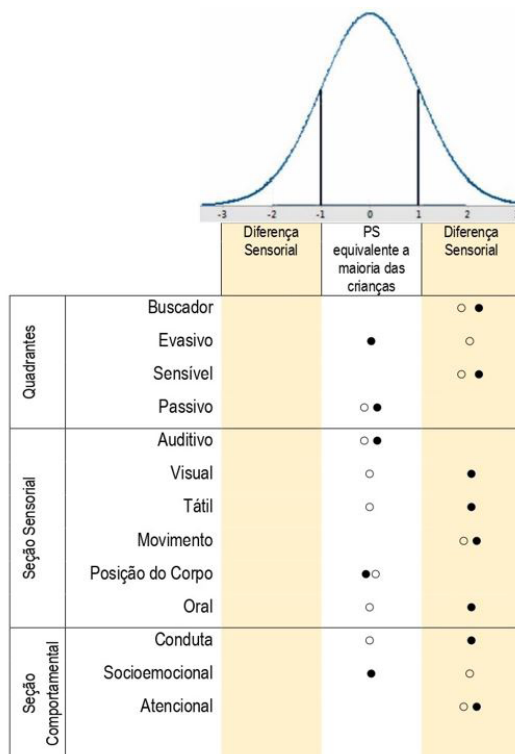 -3 -2 -1 0 1 2 3
Diferença
Sensorial
PS
equivalente a
maioria das
crianças
Diferença
Sensorial
Quadrantes
Buscador
Evasivo
Sensível
Passivo
Seção Sensorial
Auditivo
Visual
Tátil
Movimento
Posição do Corpo
Oral
Seção
Comportamental
Conduta
Socioemocional
Atencional